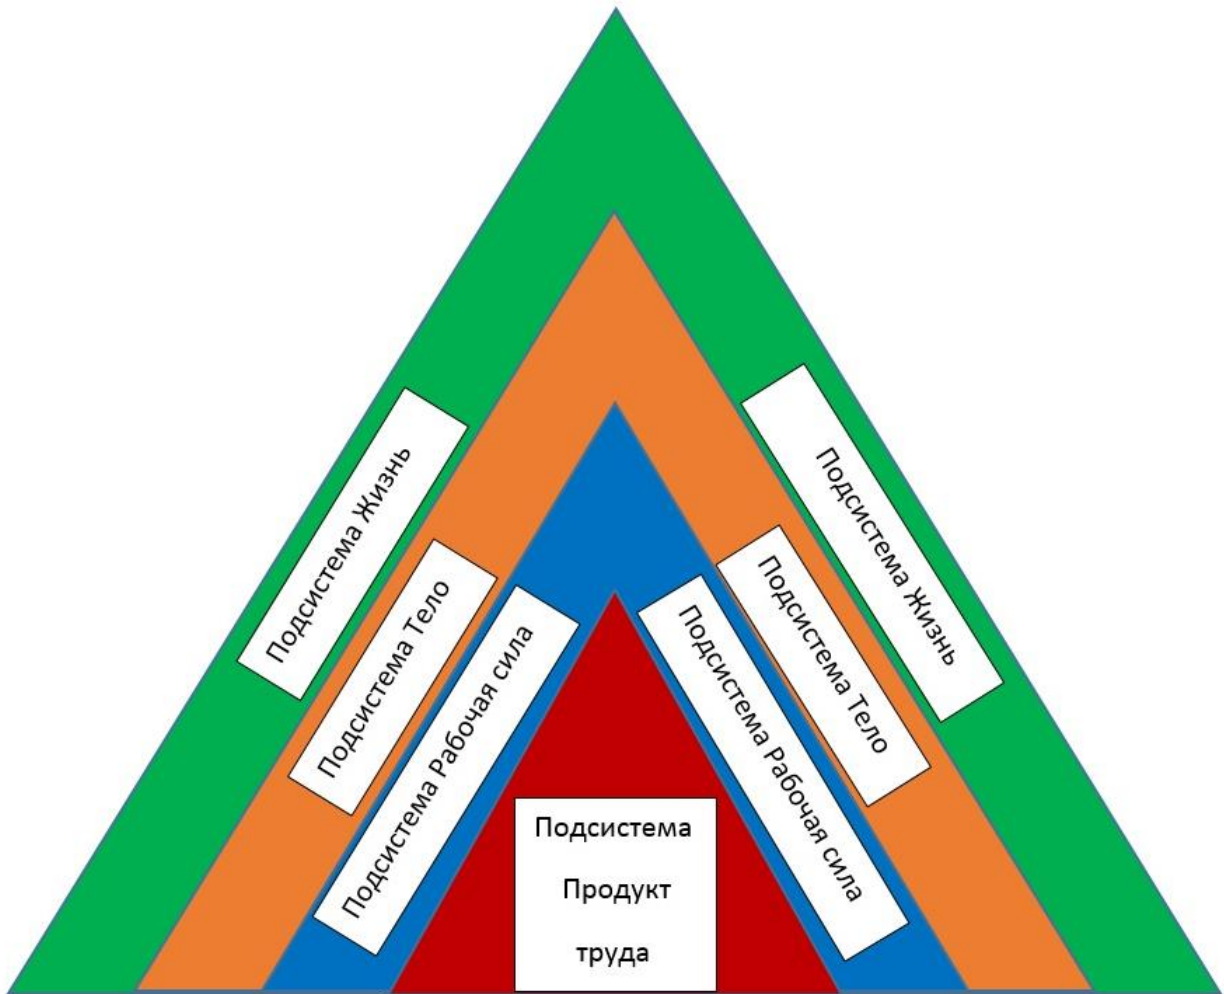 Подсистема Жизнь
Подсистема Жизнь
Подсистема Тело
Подсистема Тело
Подсистема Рабочая сила
Подсистема Рабочая сила
Подсистема
Продукт
труда